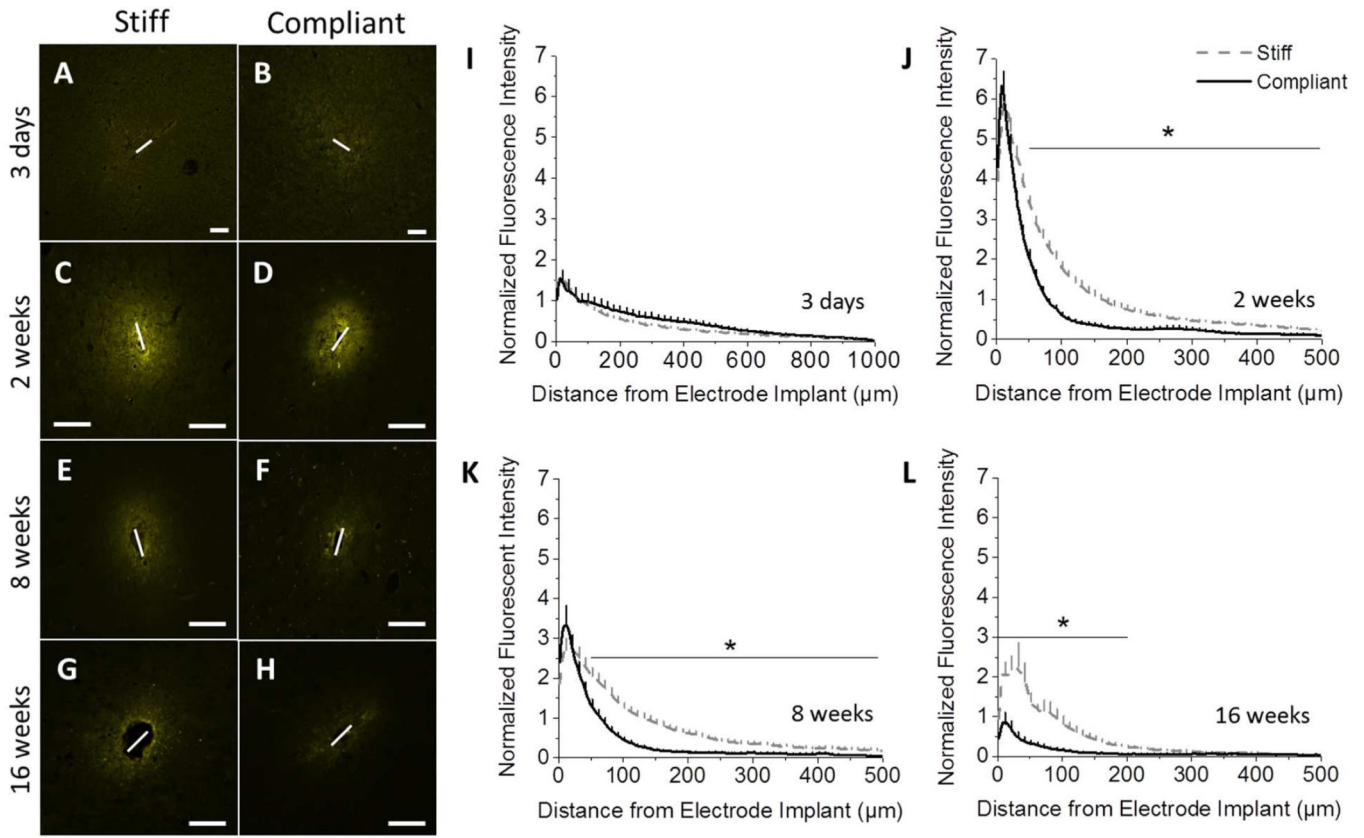 Stiff Compliant
3 days
A B
2 weeks
C D
8 weeks
E F
16 weeks
G H
I
Normalized Fluorescence Intensity
7
6
5
4
3
2
1
0
3 days
0 200 400 600 800 1000
Distance from Electrode Implant (µm)
J
Normalized Fluorescence Intensity
7
6
5
4
3
2
1
0
Stiff
Compliant
*
2 weeks
0 100 200 300 400 500
Distance from Electrode Implant (µm)
K
Normalized Fluorescent Intensity
7
6
5
4
3
2
1
0
*
8 weeks
0 100 200 300 400 500
Distance from Electrode Implant (µm)
L
Normalized Fluorescence Intensity
7
6
5
4
3
2
1
0
*
16 weeks
0 100 200 300 400 500
Distance from Electrode Implant (µm)